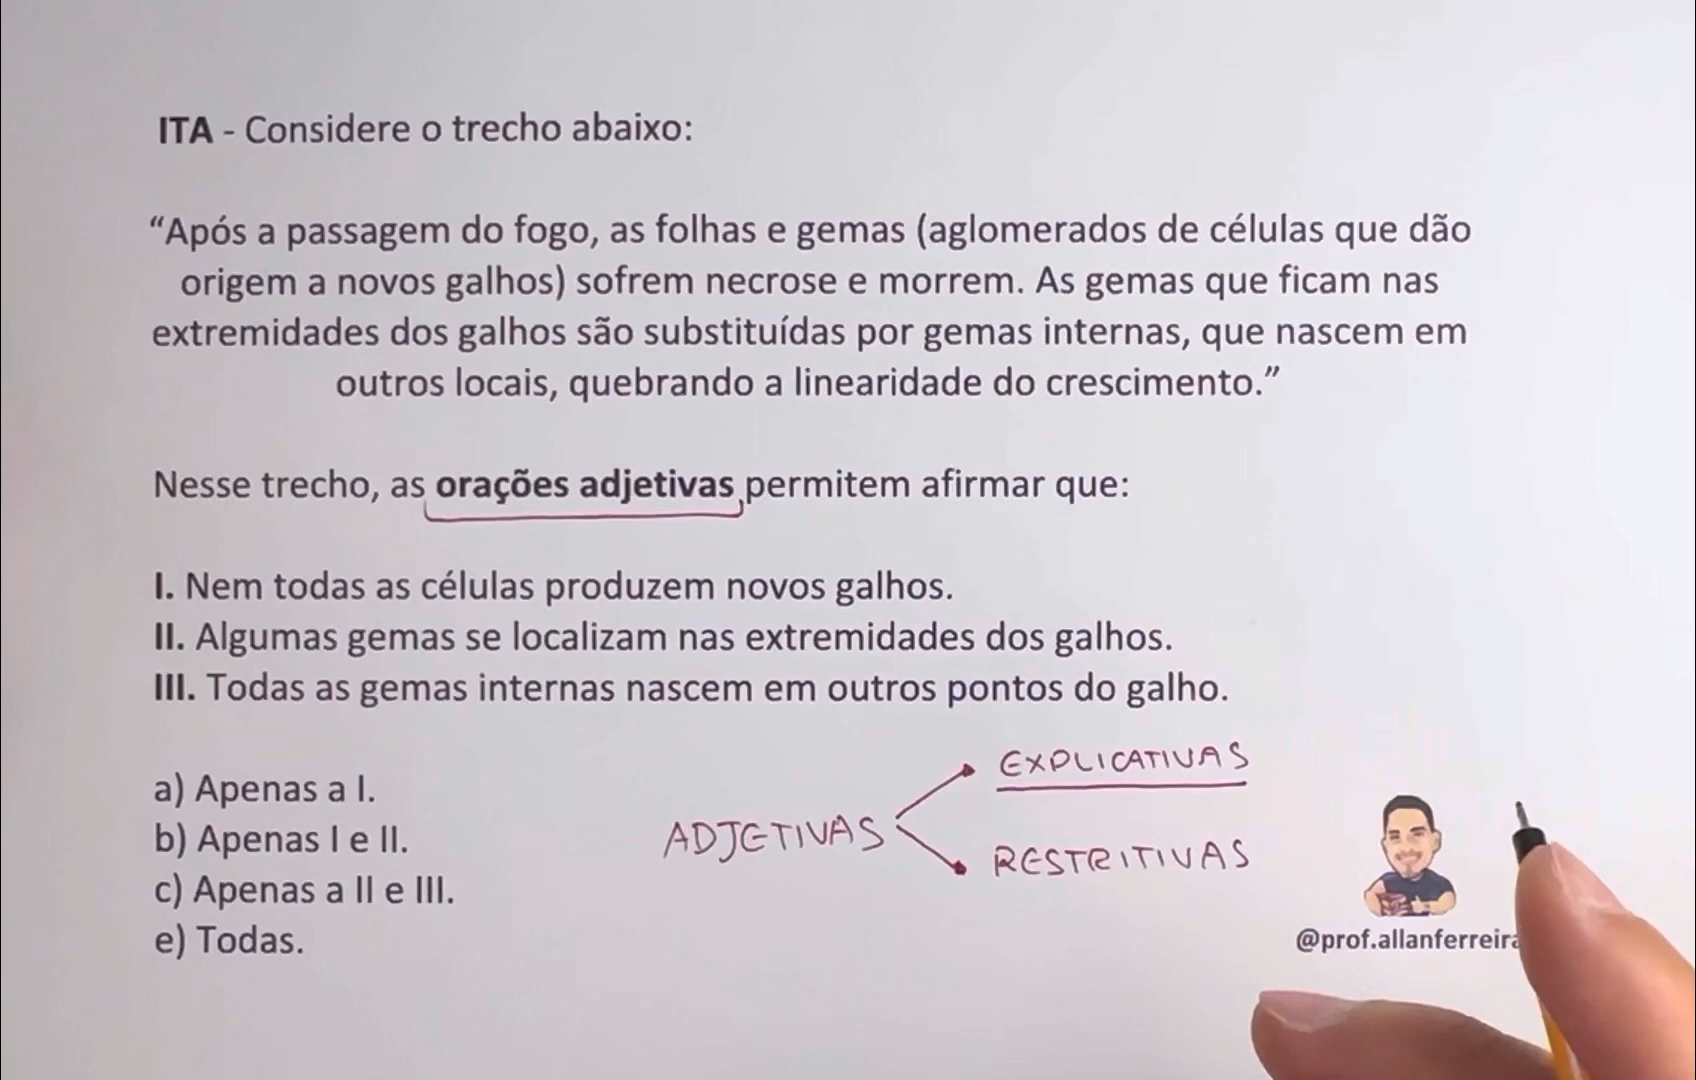 ITA - Considere o trecho abaixo:
“Após a passagem do fogo, as folhas e gemas (aglomerados de células que dão
origem a novos galhos) sofrem necrose e morrem. As gemas que ficam nas
extremidades dos galhos são substituídas por gemas internas, que nascem em
outros locais, quebrando a linearidade do crescimento.”
Nesse trecho, as orações adjetivas permitem afirmar que:
I. Nem todas as células produzem novos galhos.
II. Algumas gemas se localizam nas extremidades dos galhos.
III. Todas as gemas internas nascem em outros pontos do galho.
a) Apenas a I.
b) Apenas I e II.
c) Apenas a II e III.
e) Todas.
EXPLICATIVAS
ADJETIVAS
RESTRITIVAS
@prof.allanferreira